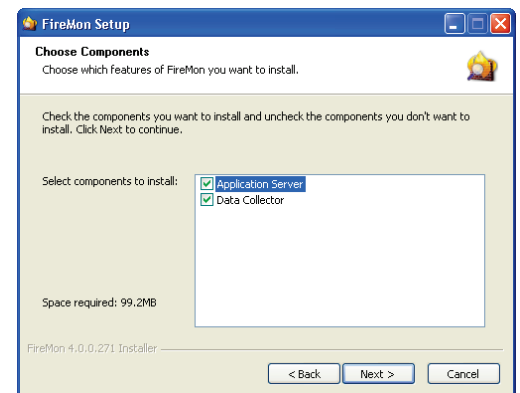 FireMon Setup
Choose Components
Choose which features of FireMon you want to install.
Check the components you want to install and uncheck the components you don't want to
install. Click Next to continue.
Select components to install:
Application Server
Data Collector
Space required: 99.2MB
FireMon 4.0.0.271 Installer
< Back
Next >
Cancel